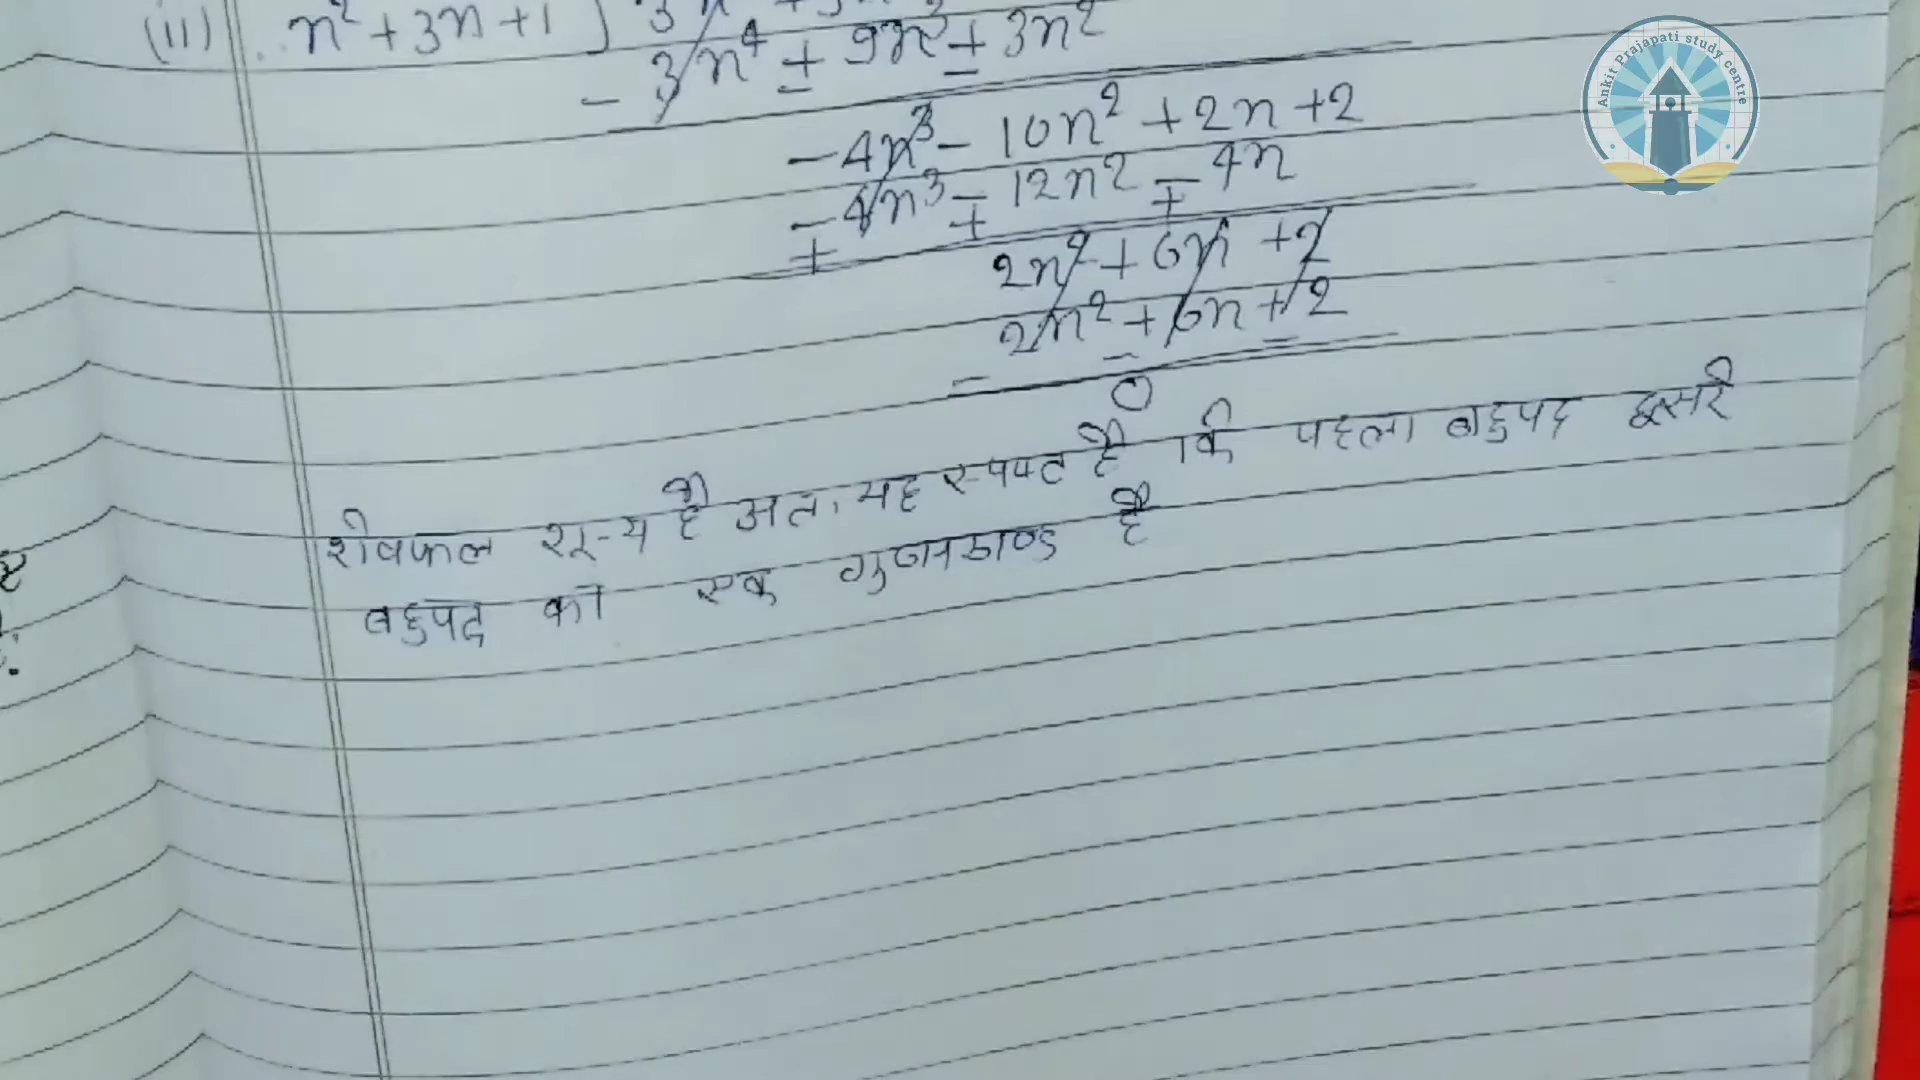 (ii) x² + 3x + 1 )
- 3x⁴ ± 9x³ ± 3x²
-4x³ - 10x² + 2x + 2
-4x³ - 12x² - 4x
+ + +
2x² + 6x + 2
2x² + 6x + 2
- - -
0
शेषफल शून्य है अतः यह स्पष्ट है कि पहला बहुपद दूसरे
बहुपद का एक गुणनखण्ड है
Ankit Prajapati study centre